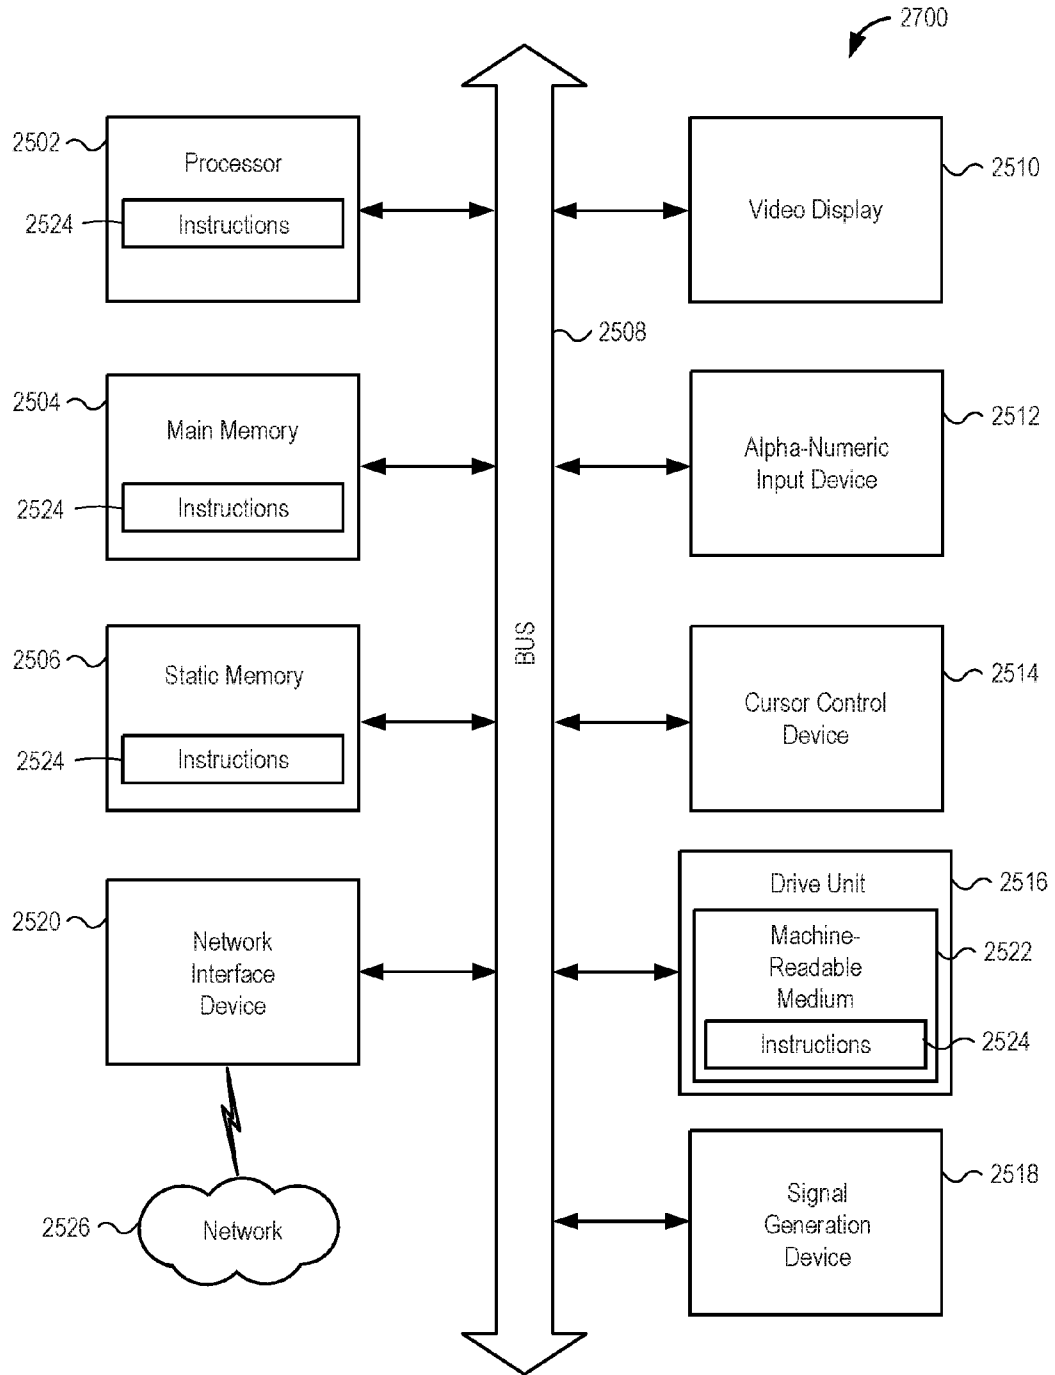 2700
2502
Processor
2524
Instructions
2510
Video Display
2508
2504
Main Memory
2524
Instructions
2512
Alpha-Numeric
Input Device
BUS
2506
Static Memory
2524
Instructions
2514
Cursor Control
Device
2520
Network
Interface
Device
2516
Drive Unit
2522
Machine-
Readable
Medium
2524
Instructions
2526
Network
2518
Signal
Generation
Device